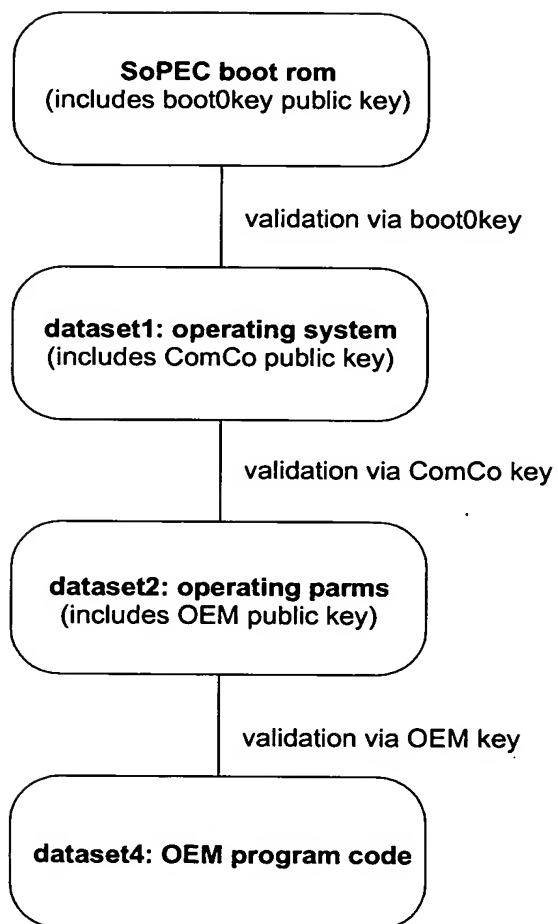 SoPEC boot rom
(includes boot0key public key)
validation via boot0key
dataset1: operating system
(includes ComCo public key)
validation via ComCo key
dataset2: operating parms
(includes OEM public key)
validation via OEM key
dataset4: OEM program code